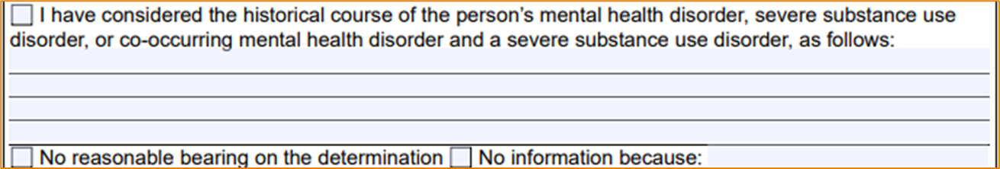 I have considered the historical course of the person’s mental health disorder, severe substance use
disorder, or co-occurring mental health disorder and a severe substance use disorder, as follows:
No reasonable bearing on the determination No information because: